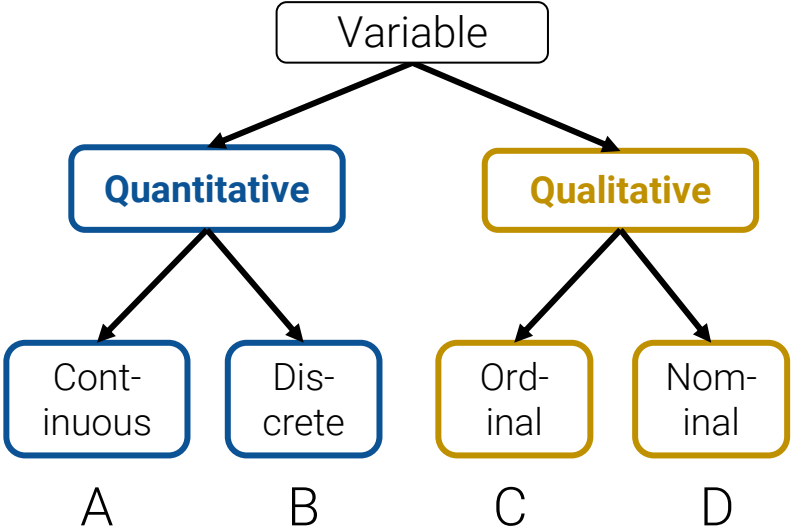 Variable
Quantitative
Qualitative
Cont-
inuous
Dis-
crete
Ord-
inal
Nom-
inal
A
B
C
D